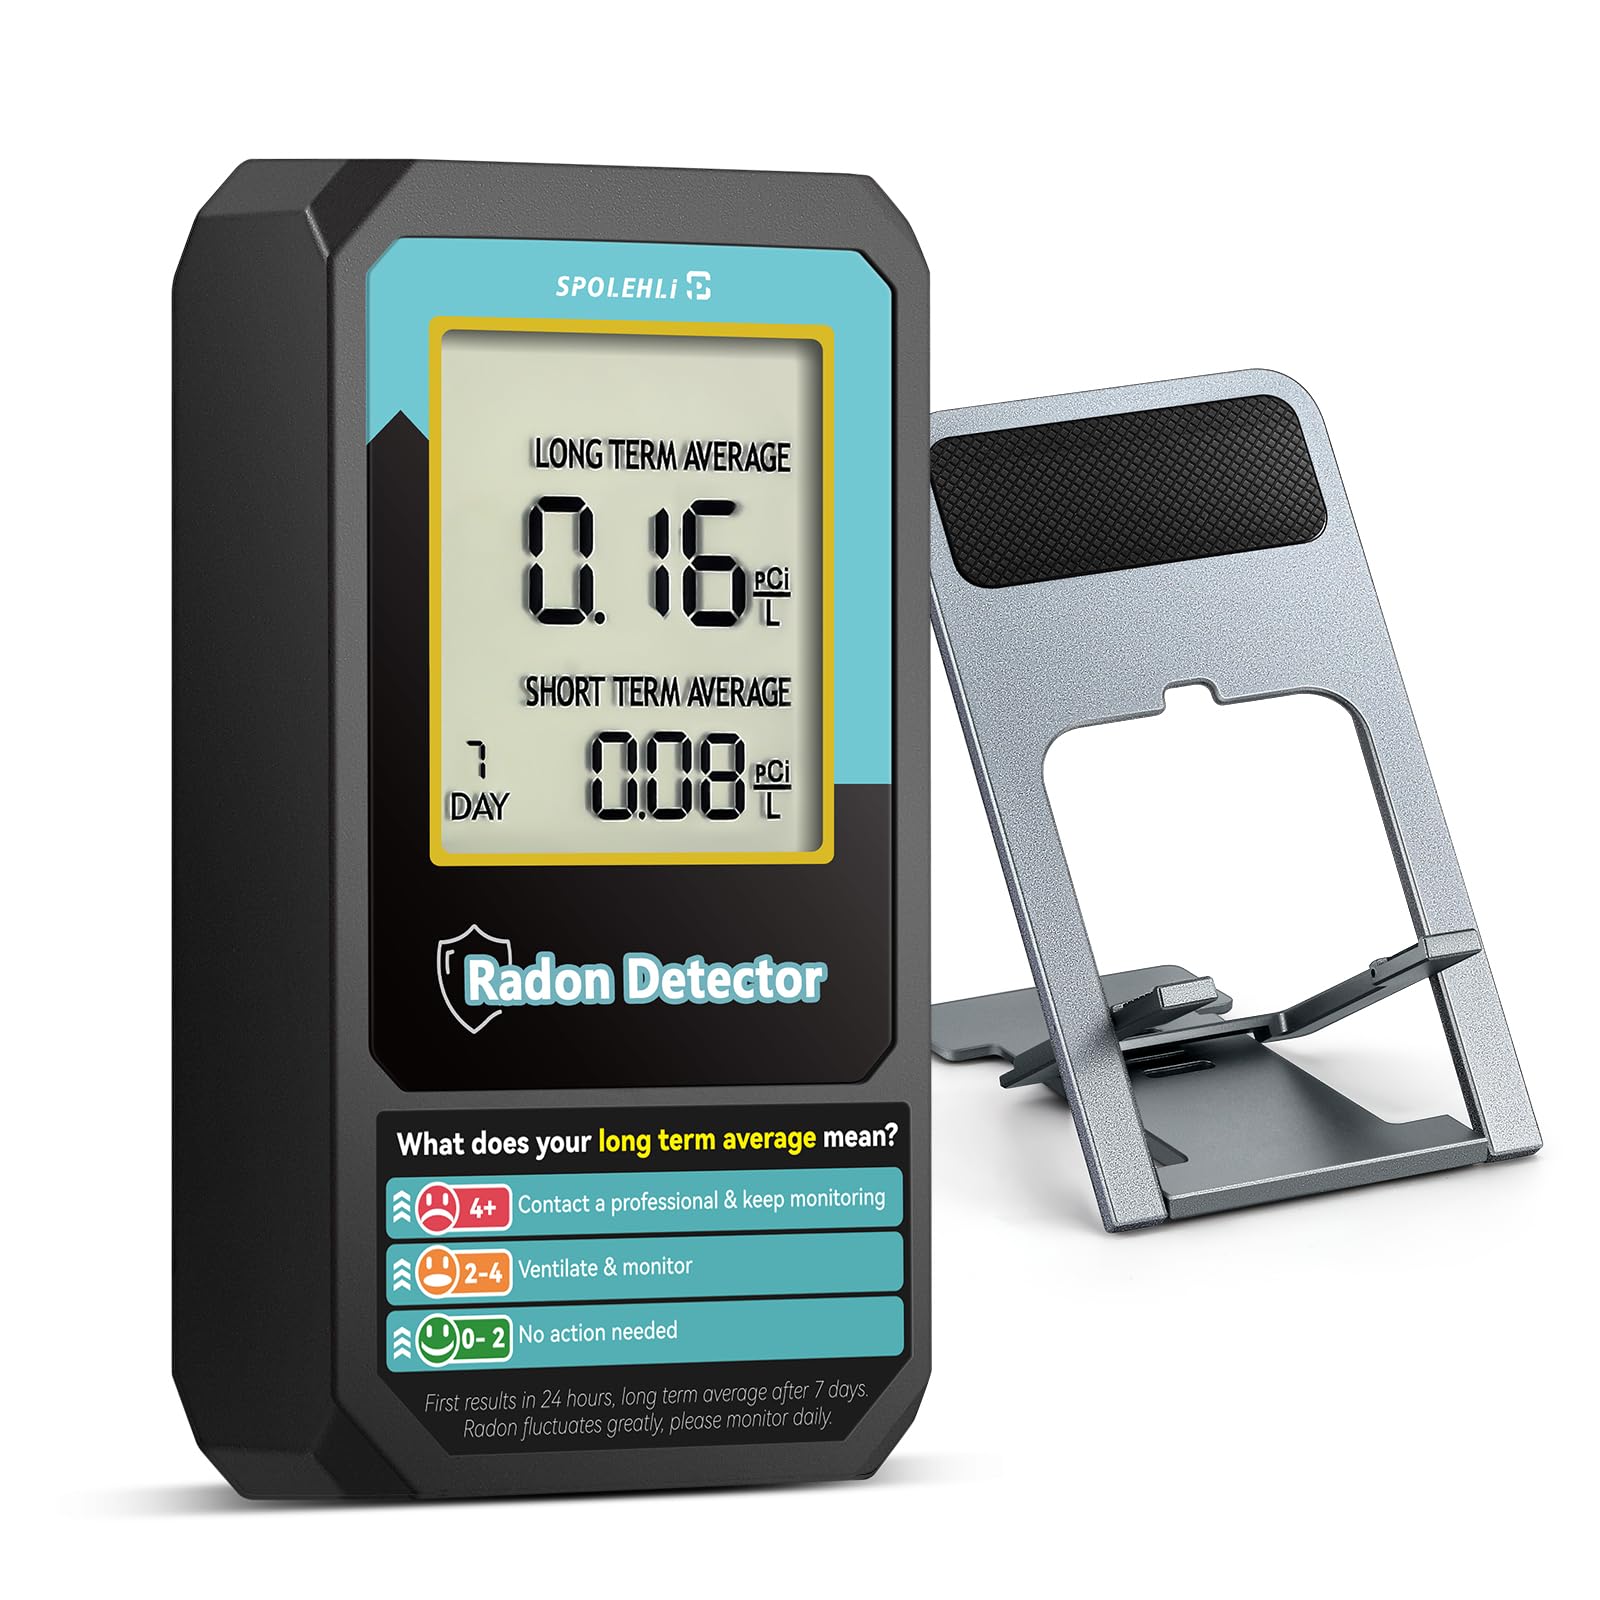 SPOLEHLi
LONG TERM AVERAGE
0.16 pCi/L
SHORT TERM AVERAGE
7 DAY
0.08 pCi/L
Radon Detector
What does your long term average mean?
4+ Contact a professional & keep monitoring
2-4 Ventilate & monitor
0- 2 No action needed
First results in 24 hours, long term average after 7 days.
Radon fluctuates greatly, please monitor daily.